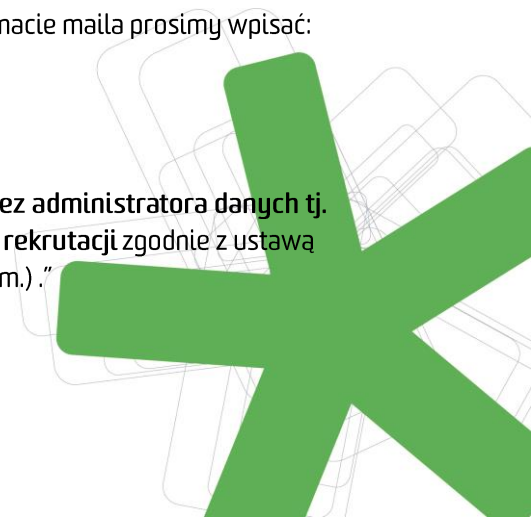 macie maila prosimy wpisać:
ez administratora danych tj.
rekrutacji zgodnie z ustawą
m.) .”